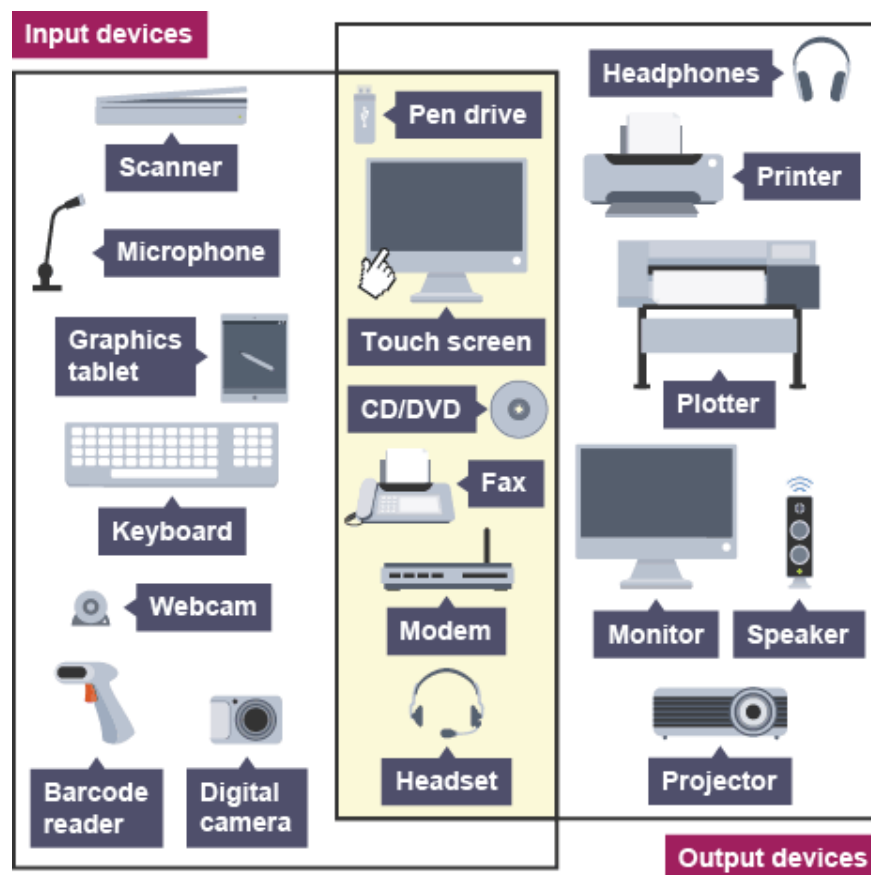 Input devices
Scanner
Microphone
Graphics
tablet
Keyboard
Webcam
Barcode
reader
Digital
camera
Pen drive
Touch screen
CD/DVD
Fax
Modem
Headset
Headphones
Printer
Plotter
Monitor
Speaker
Projector
Output devices